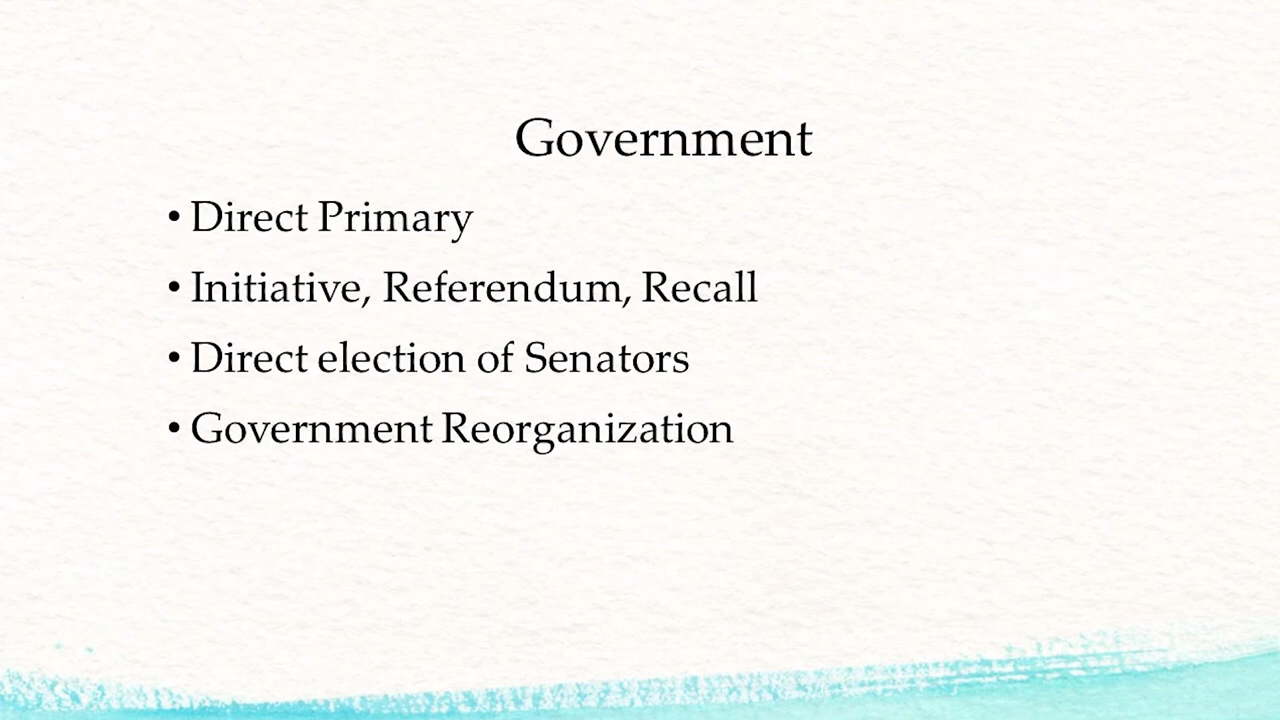 Government
• Direct Primary
• Initiative, Referendum, Recall
• Direct election of Senators
• Government Reorganization